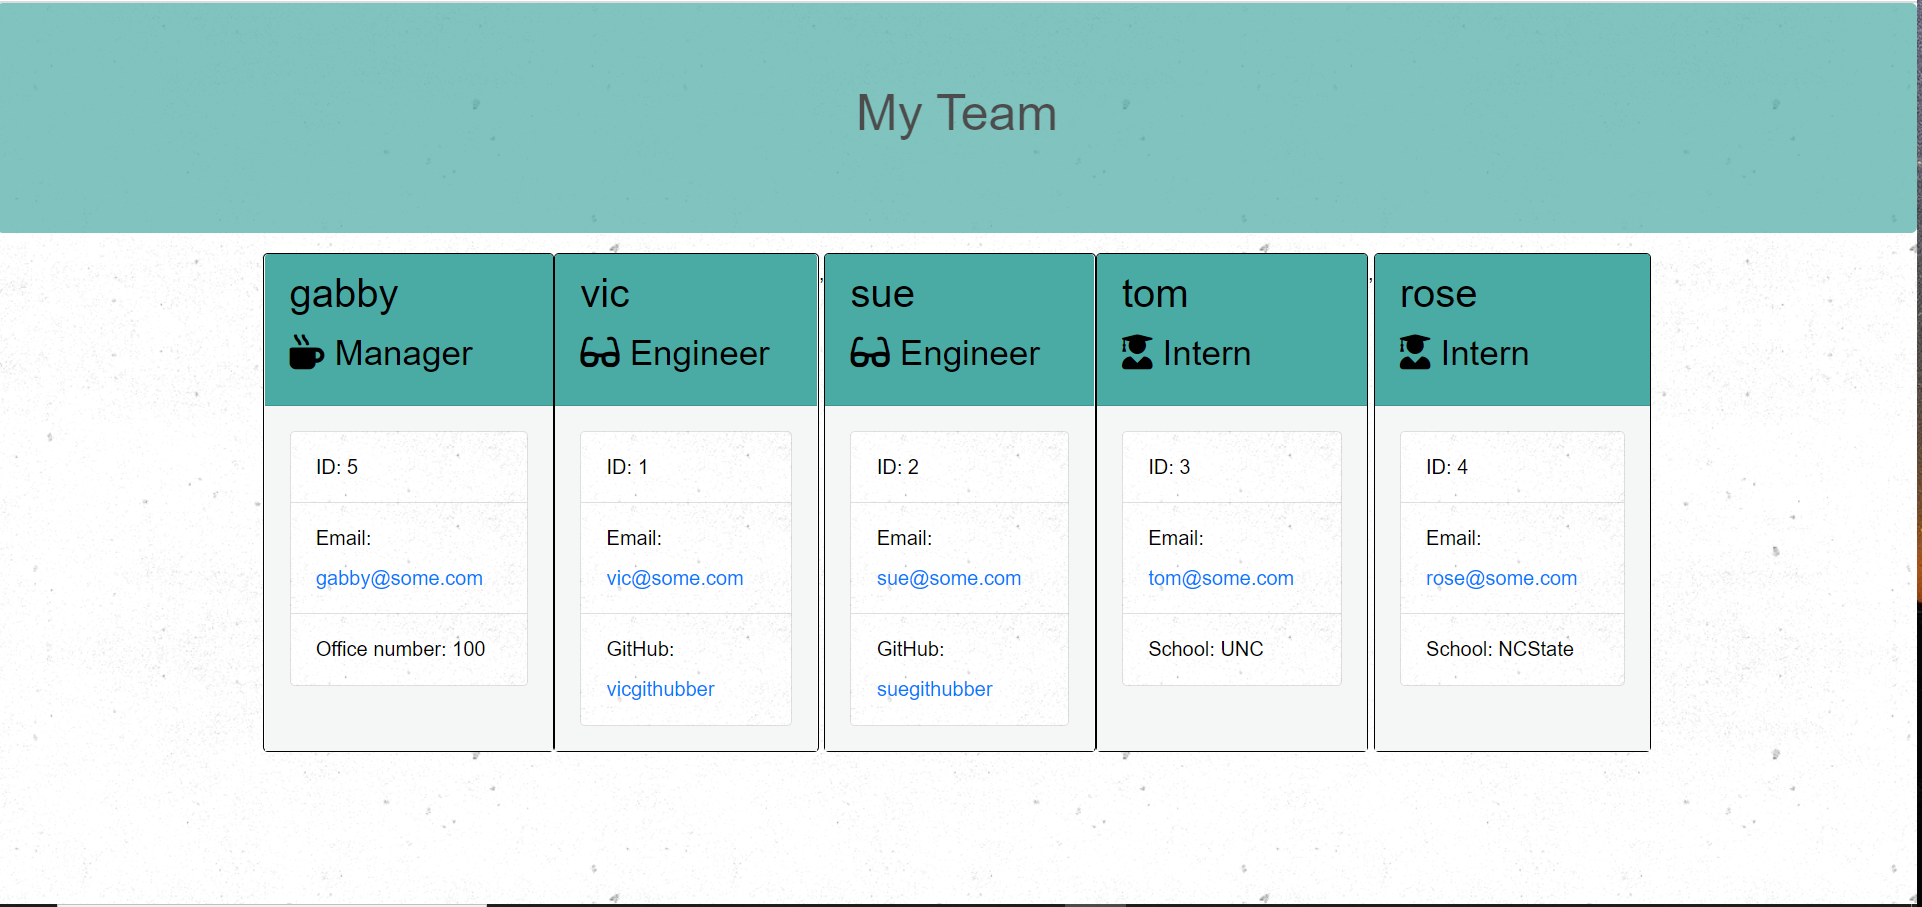 My Team
gabby
Manager
ID: 5
Email:
gabby@some.com
Office number: 100
vic
Engineer
ID: 1
Email:
vic@some.com
GitHub:
vicgithubber
,
sue
Engineer
ID: 2
Email:
sue@some.com
GitHub:
suegithubber
tom
Intern
ID: 3
Email:
tom@some.com
School: UNC
,
rose
Intern
ID: 4
Email:
rose@some.com
School: NCState